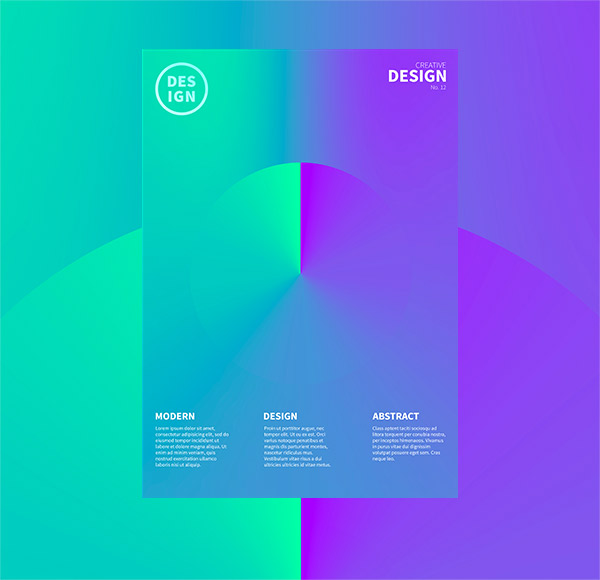 DES
IGN
CREATIVE
DESIGN
No. 12
MODERN
Lorem ipsum dolor sit amet,
consectetur adipiscing elit, sed do
eiusmod tempor incididunt ut
labore et dolore magna aliqua. Ut
enim ad minim veniam, quis
nostrud exercitation ullamco
laboris nisi ut aliquip.
DESIGN
Proin ut porttitor augue, nec
tempor elit. Ut eu ex est. Orci
varius natoque penatibus et
magnis dis parturient montes,
nascetur ridiculus mus.
Vestibulum vitae mus nibh a dui
ultricies ultricies id vitae metus.
ABSTRACT
Class aptent taciti sociosqu ad
litora torquent per conubia nostra,
per inceptos himenaeos. Vivamus
in purus vitae dui dignissim
volutpat posuere eget sem. Cras
neque leo.